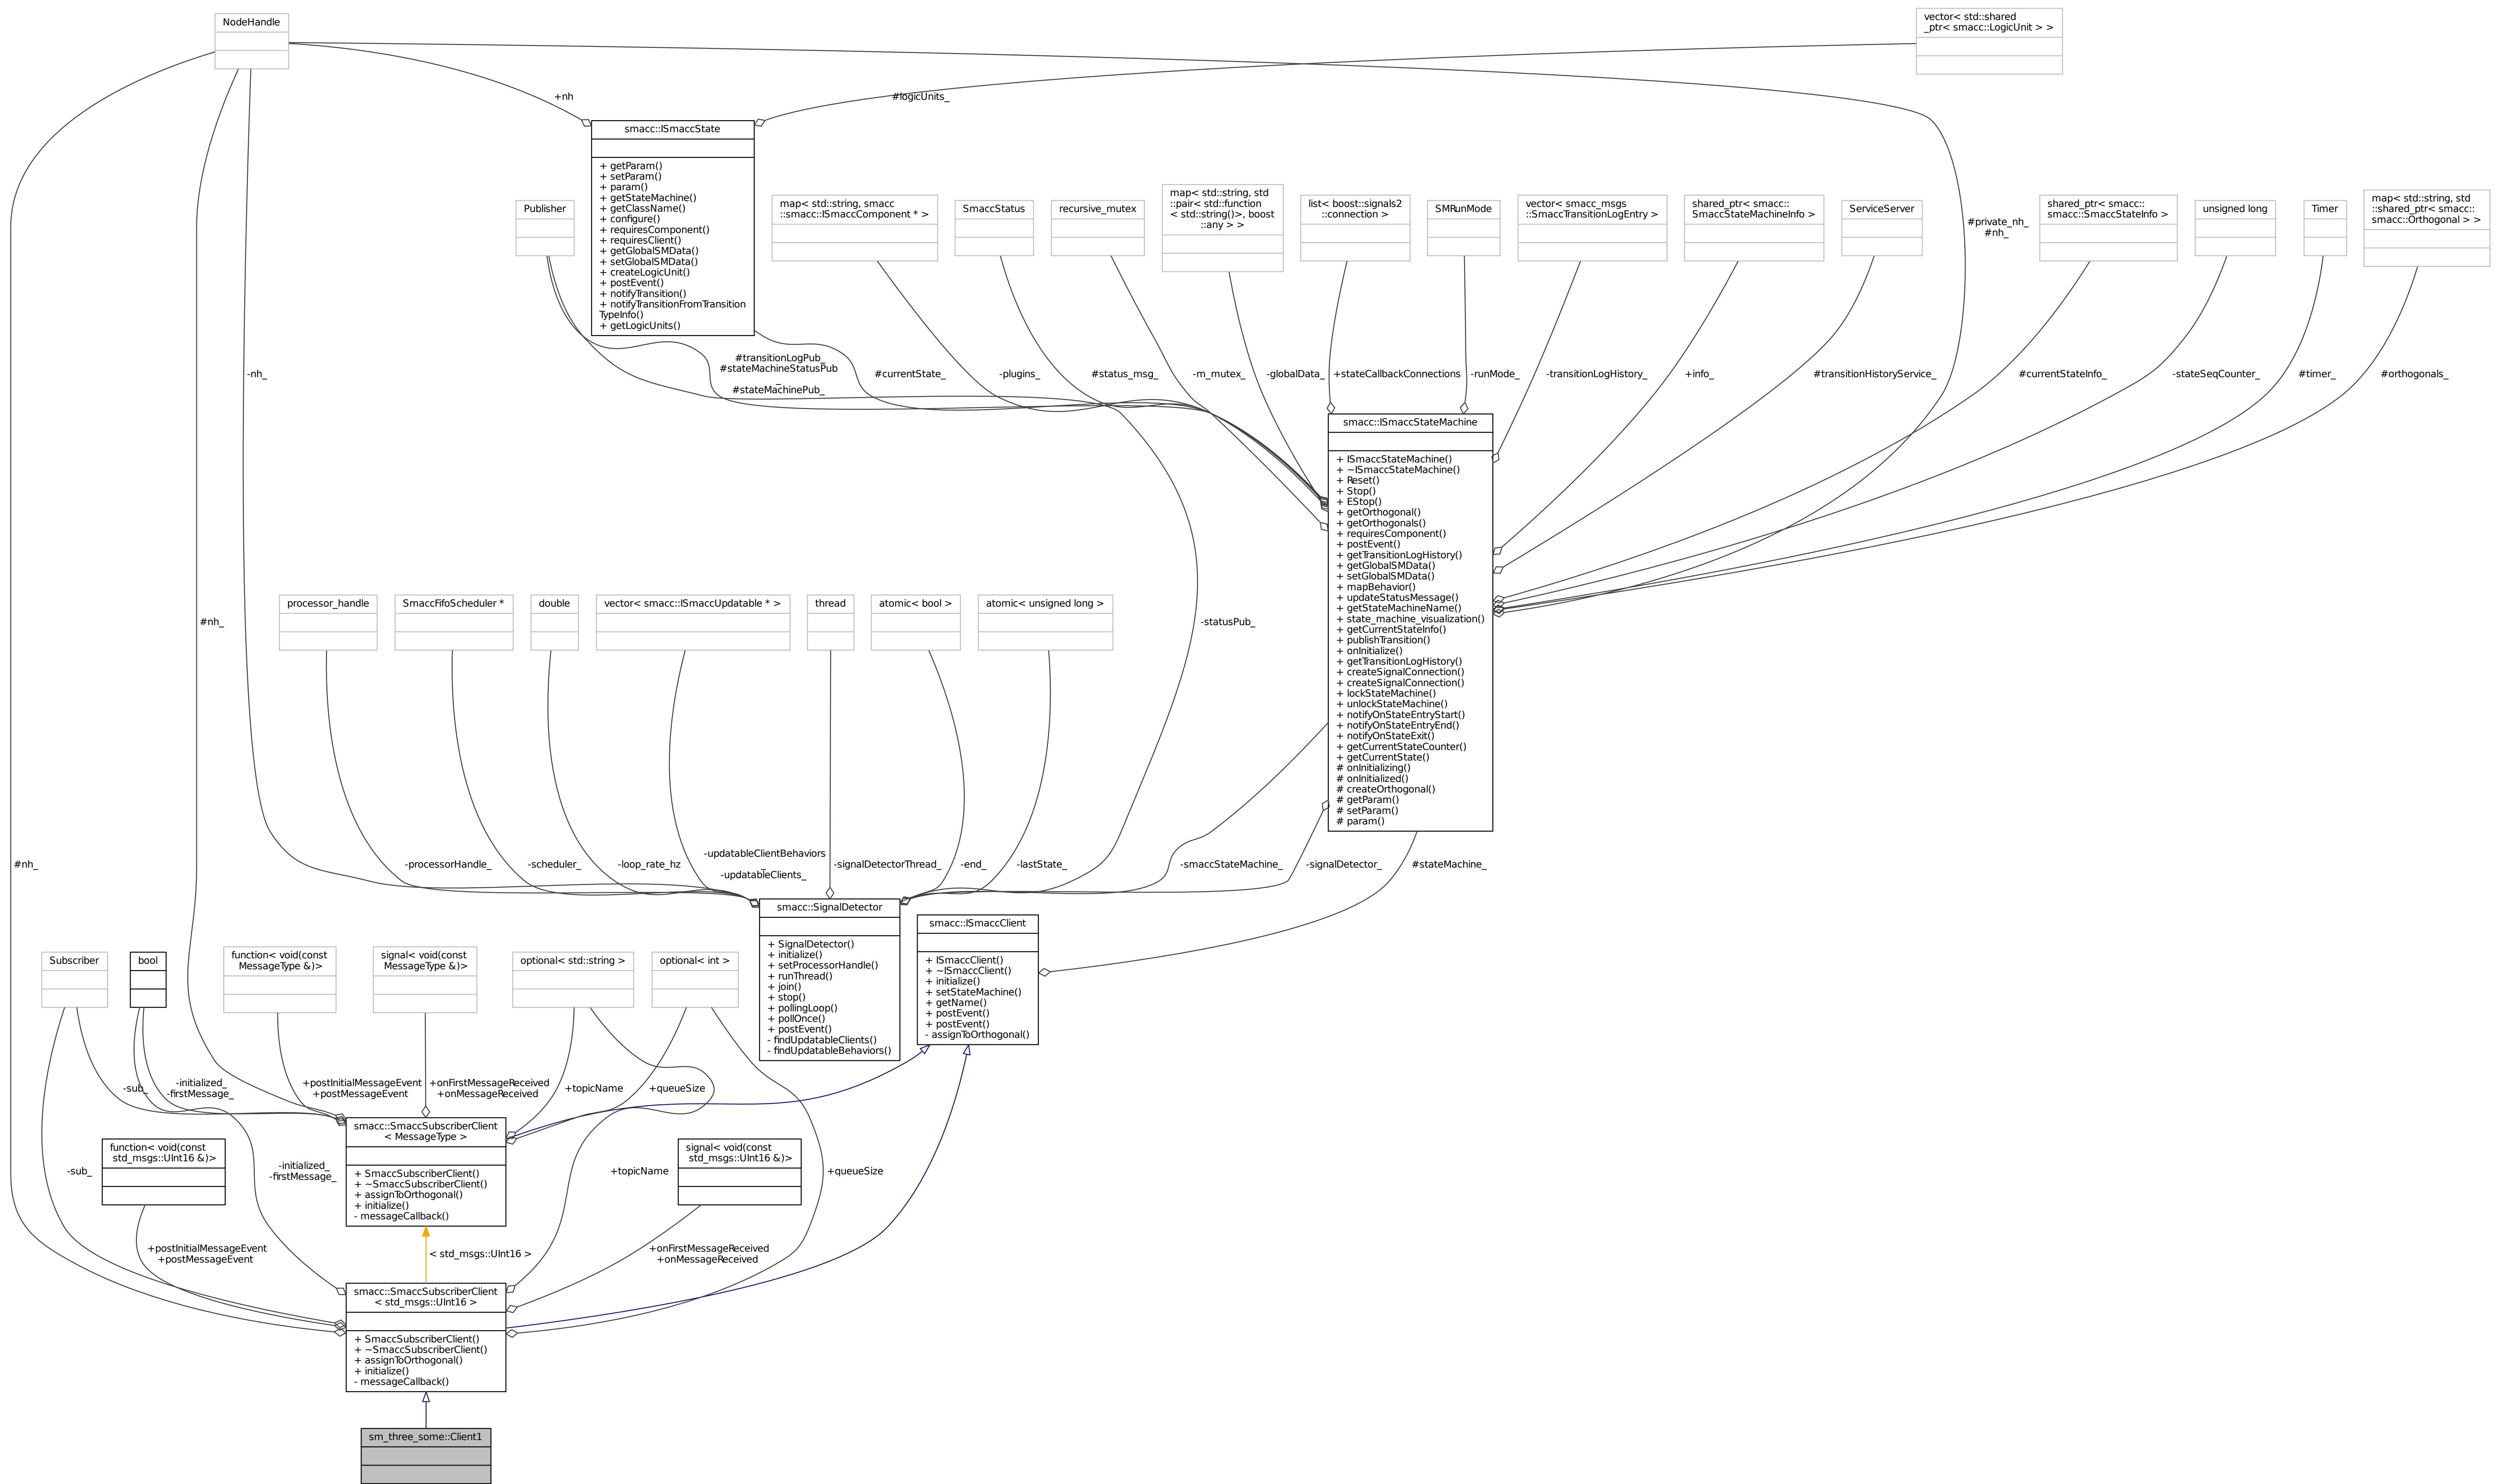 NodeHandle
vector< std::shared
_ptr< smacc::LogicUnit > >
+nh
#logicUnits_
smacc::ISmaccState
+ getParam()
+ setParam()
+ param()
+ getStateMachine()
+ getClassName()
+ configure()
+ requiresComponent()
+ requiresClient()
+ getGlobalSMData()
+ setGlobalSMData()
+ createLogicUnit()
+ postEvent()
+ notifyTransition()
+ notifyTransitionFromTransition
TypeInfo()
+ getLogicUnits()
Publisher
map< std::string, smacc
::smacc::ISmaccComponent * >
SmaccStatus
recursive_mutex
map< std::string, std
::pair< std::function
< std::string()>, boost
::any > >
list< boost::signals2
::connection >
SMRunMode
vector< smacc_msgs
::SmaccTransitionLogEntry >
shared_ptr< smacc::
SmaccStateMachineInfo >
ServiceServer
#private_nh_
#nh_
shared_ptr< smacc::
smacc::SmaccStateInfo >
unsigned long
Timer
map< std::string, std
::shared_ptr< smacc::
smacc::Orthogonal > >
-nh_
#transitionLogPub_
#stateMachineStatusPub
_
#stateMachinePub_
#currentState_
-plugins_
#status_msg_
-m_mutex_
-globalData_
+stateCallbackConnections
-runMode_
-transitionLogHistory_
+info_
#transitionHistoryService_
#currentStateInfo_
-stateSeqCounter_
#timer_
#orthogonals_
smacc::ISmaccStateMachine
+ ISmaccStateMachine()
+ ~ISmaccStateMachine()
+ Reset()
+ Stop()
+ EStop()
+ getOrthogonal()
+ getOrthogonals()
+ requiresComponent()
+ postEvent()
+ getTransitionLogHistory()
+ getGlobalSMData()
+ setGlobalSMData()
+ mapBehavior()
+ updateStatusMessage()
+ getStateMachineName()
+ state_machine_visualization()
+ getCurrentStateInfo()
+ publishTransition()
+ onInitialize()
+ getTransitionLogHistory()
+ createSignalConnection()
+ createSignalConnection()
+ lockStateMachine()
+ unlockStateMachine()
+ notifyOnStateEntryStart()
+ notifyOnStateEntryEnd()
+ notifyOnStateExit()
+ getCurrentStateCounter()
+ getCurrentState()
# onInitializing()
# onInitialized()
# createOrthogonal()
# getParam()
# setParam()
# param()
processor_handle
SmaccFifoScheduler *
double
vector< smacc::ISmaccUpdatable * >
thread
atomic< bool >
atomic< unsigned long >
#nh_
-statusPub_
#nh_
-processorHandle_
-scheduler_
-loop_rate_hz
-updatableClientBehaviors
_
-updatableClients_
-signalDetectorThread_
-end_
-lastState_
-smaccStateMachine_
-signalDetector_
#stateMachine_
smacc::SignalDetector
+ SignalDetector()
+ initialize()
+ setProcessorHandle()
+ runThread()
+ join()
+ stop()
+ pollingLoop()
+ pollOnce()
+ postEvent()
- findUpdatableClients()
- findUpdatableBehaviors()
smacc::ISmaccClient
+ ISmaccClient()
+ ~ISmaccClient()
+ initialize()
+ setStateMachine()
+ getName()
+ postEvent()
+ postEvent()
- assignToOrthogonal()
Subscriber
bool
function< void(const
MessageType &)>
signal< void(const
MessageType &)>
optional< std::string >
optional< int >
-sub_
-initialized_
-firstMessage_
+postInitialMessageEvent
+postMessageEvent
+onFirstMessageReceived
+onMessageReceived
+topicName
+queueSize
smacc::SmaccSubscriberClient
< MessageType >
+ SmaccSubscriberClient()
+ ~SmaccSubscriberClient()
+ assignToOrthogonal()
+ initialize()
- messageCallback()
function< void(const
std_msgs::UInt16 &)>
signal< void(const
std_msgs::UInt16 &)>
-sub_
-initialized_
-firstMessage_
+topicName
+queueSize
+postInitialMessageEvent
+postMessageEvent
< std_msgs::UInt16 >
+onFirstMessageReceived
+onMessageReceived
smacc::SmaccSubscriberClient
< std_msgs::UInt16 >
+ SmaccSubscriberClient()
+ ~SmaccSubscriberClient()
+ assignToOrthogonal()
+ initialize()
- messageCallback()
sm_three_some::Client1